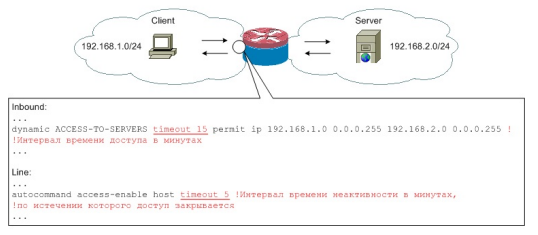 Client
Server
192.168.1.0/24
192.168.2.0/24
Inbound:
...
dynamic ACCESS-TO-SERVERS timeout 15 permit ip 192.168.1.0 0.0.0.255 192.168.2.0 0.0.0.255 !
!Интервал времени доступа в минутах
...
Line:
...
autocommand access-enable host timeout 5 !Интервал времени неактивности в минутах,
!по истечении которого доступ закрывается
...